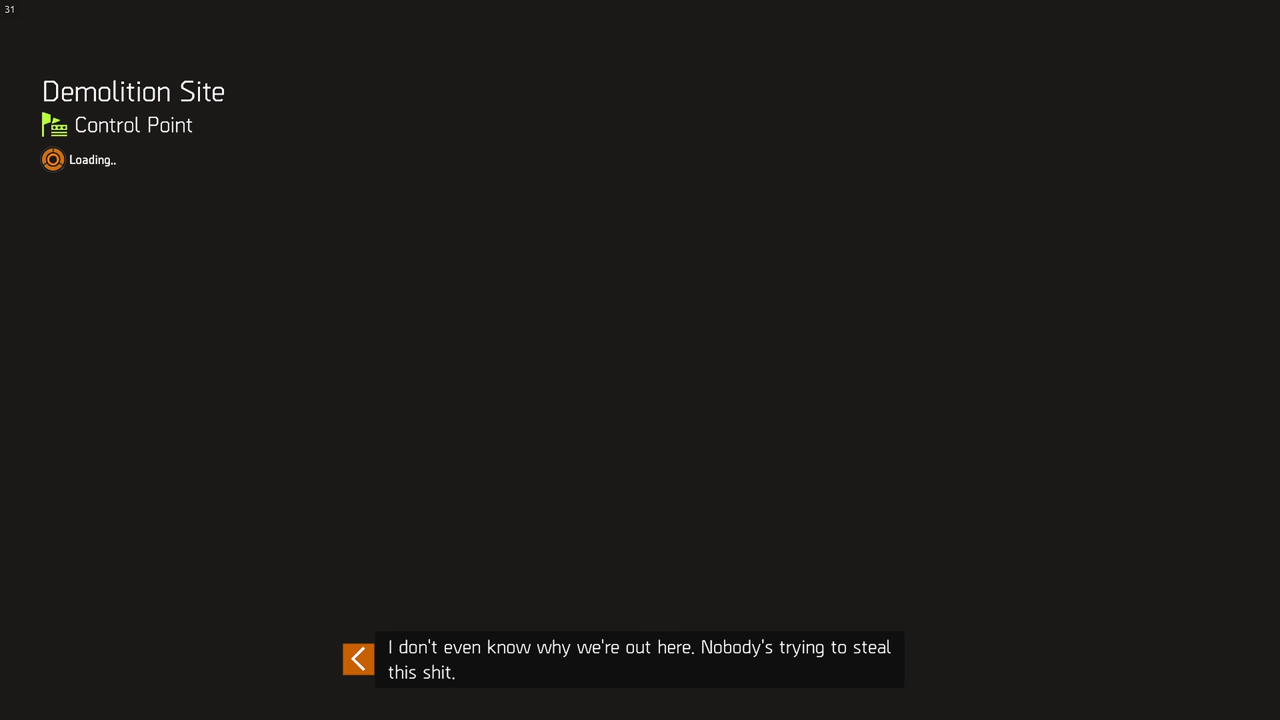 31
Demolition Site
Control Point
Loading..
I don't even know why we're out here. Nobody's trying to steal
this shit.